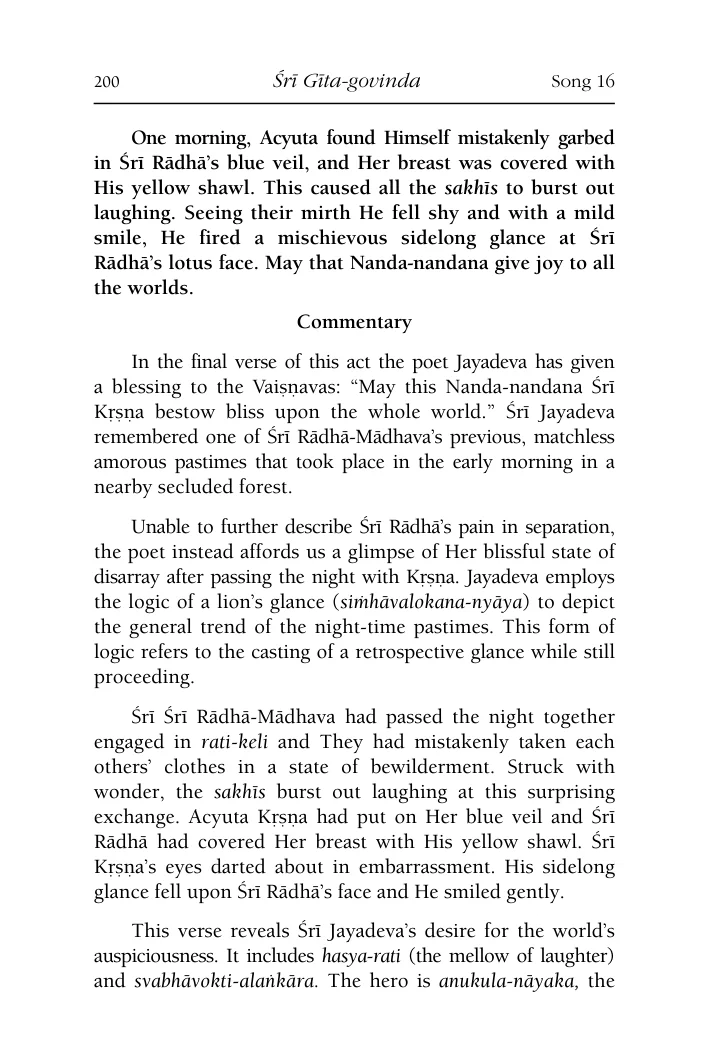 200 Śrī Gīta-govinda Song 16
One morning, Acyuta found Himself mistakenly garbed
in Śrī Rādhā’s blue veil, and Her breast was covered with
His yellow shawl. This caused all the sakhīs to burst out
laughing. Seeing their mirth He fell shy and with a mild
smile, He fired a mischievous sidelong glance at Śrī
Rādhā’s lotus face. May that Nanda-nandana give joy to all
the worlds.
Commentary
In the final verse of this act the poet Jayadeva has given
a blessing to the Vaiṣṇavas: “May this Nanda-nandana Śrī
Kṛṣṇa bestow bliss upon the whole world.” Śrī Jayadeva
remembered one of Śrī Rādhā-Mādhava’s previous, matchless
amorous pastimes that took place in the early morning in a
nearby secluded forest.
Unable to further describe Śrī Rādhā’s pain in separation,
the poet instead affords us a glimpse of Her blissful state of
disarray after passing the night with Kṛṣṇa. Jayadeva employs
the logic of a lion’s glance (siṁhāvalokana-nyāya) to depict
the general trend of the night-time pastimes. This form of
logic refers to the casting of a retrospective glance while still
proceeding.
Śrī Śrī Rādhā-Mādhava had passed the night together
engaged in rati-keli and They had mistakenly taken each
others’ clothes in a state of bewilderment. Struck with
wonder, the sakhīs burst out laughing at this surprising
exchange. Acyuta Kṛṣṇa had put on Her blue veil and Śrī
Rādhā had covered Her breast with His yellow shawl. Śrī
Kṛṣṇa’s eyes darted about in embarrassment. His sidelong
glance fell upon Śrī Rādhā’s face and He smiled gently.
This verse reveals Śrī Jayadeva’s desire for the world’s
auspiciousness. It includes hasya-rati (the mellow of laughter)
and svabhāvokti-alaṅkāra. The hero is anukula-nāyaka, the